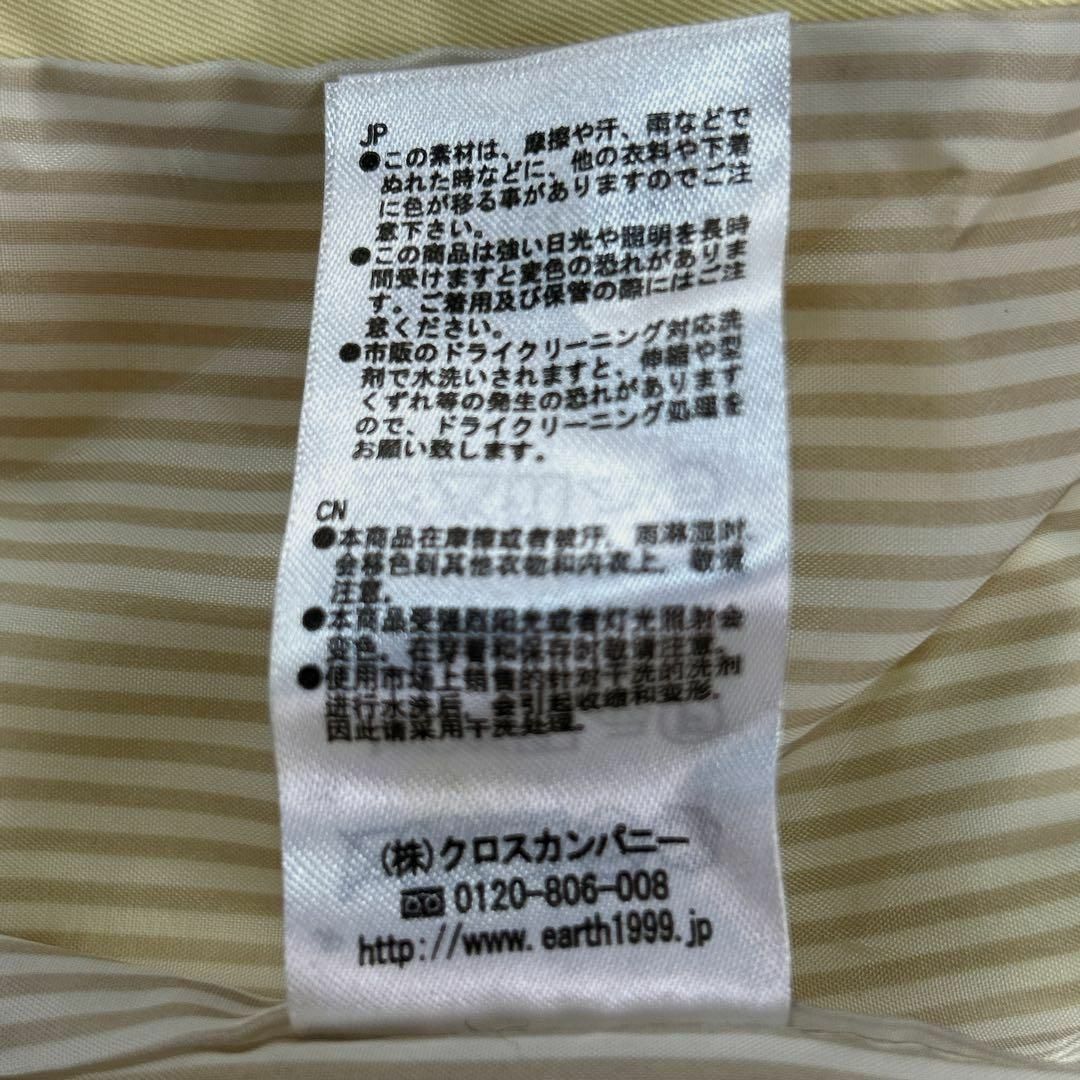 JP
●この素材は、摩擦や汗、雨などで
ぬれた時などに、他の衣料や下着
に色が移る事がありますのでご注
意下さい。
●この商品は強い日光や照明を長時
間受けますと変色の恐れがありま
す。ご着用及び保管の際にはご注
意ください。
●市販のドライクリーニング対応洗
剤で水洗いされますと、伸縮や型
くずれ等の発生の恐れがあります
ので、ドライクリーニング処理を
お願い致します。
CN
●本商品在摩擦或者被汗，雨淋湿时，
会移色到其他衣物和内衣上，敬请
注意。
●本商品受强烈阳光或者灯光照射会
变色。在穿着和保存时敬请注意。
●使用市场上销售的针对干洗的洗剂
进行水洗后，会引起收缩和变形，
因此请采用干洗处理。
(株)クロスカンパニー
0120-806-008
http://www.earth1999.jp